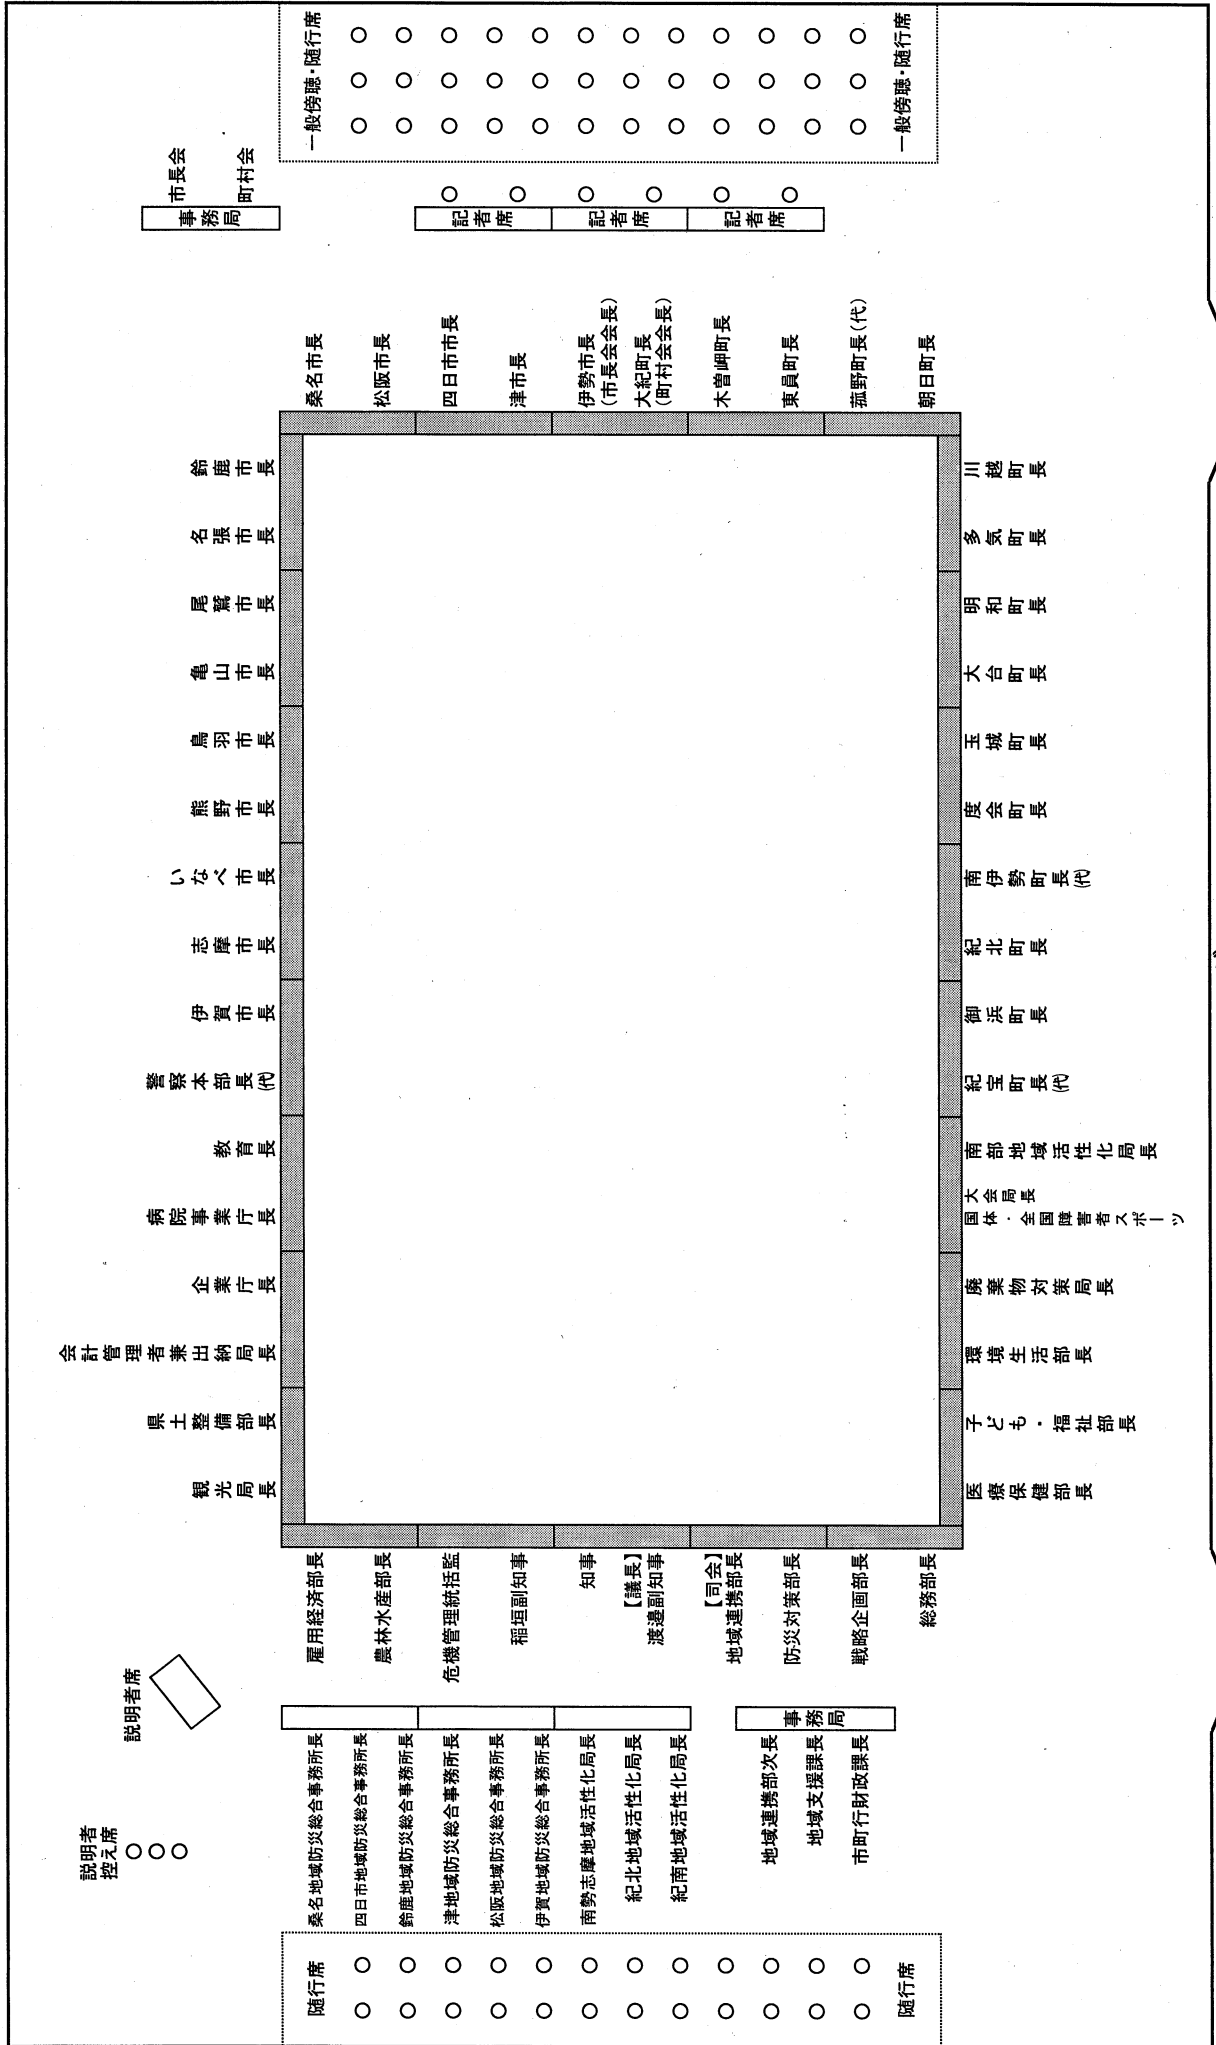 一般傍聴・随行席
一般傍聴・随行席
市長会
町村会
事務局
記者席
記者席
記者席
桑名市長
松阪市長
四日市市長
津市長
伊勢市長
（市長会会長）
大紀町長
（町村会会長）
木曽岬町長
東員町長
菰野町長（代）
朝日町長
鈴鹿市長
名張市長
尾鷲市長
亀山市長
鳥羽市長
熊野市長
いなべ市長
志摩市長
伊賀市長
警察本部長(代)
教育長
病院事業庁長
企業庁長
会計管理者兼出納局長
県土整備部長
観光局長
川越町長
多気町長
明和町長
大台町長
玉城町長
度会町長
南伊勢町長(代)
紀北町長
御浜町長
紀宝町長(代)
南部地域活性化局長
国体・全国障害者スポーツ
大会局長
廃棄物対策局長
環境生活部長
子ども・福祉部長
医療保健部長
雇用経済部長
農林水産部長
危機管理統括監
稲垣副知事
知事
【議長】
渡邉副知事
【司会】
地域連携部長
防災対策部長
戦略企画部長
総務部長
説明者席
説明者
控え席
事務局
桑名地域防災総合事務所長
四日市地域防災総合事務所長
鈴鹿地域防災総合事務所長
津地域防災総合事務所長
松阪地域防災総合事務所長
伊賀地域防災総合事務所長
南勢志摩地域活性化局長
紀北地域活性化局長
紀南地域活性化局長
地域連携部次長
地域支援課長
市町行財政課長
随行席
随行席